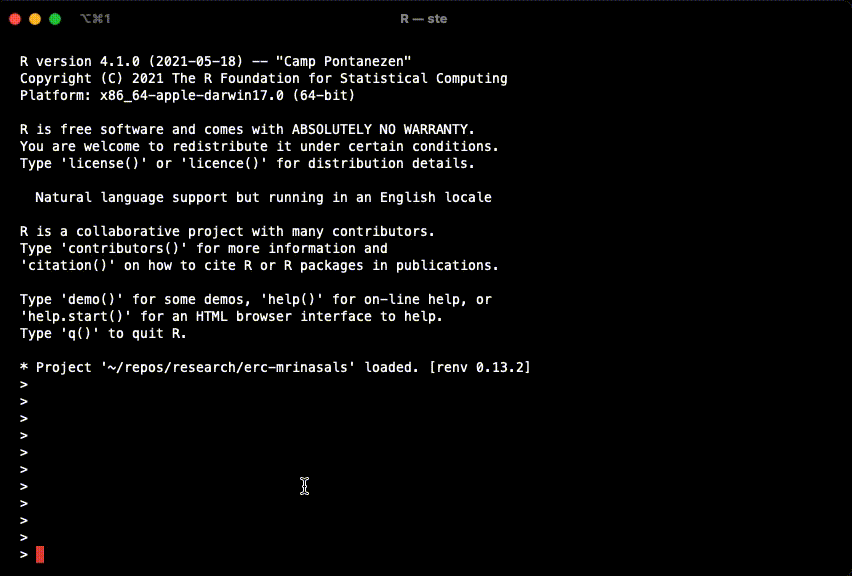 ⌥⌘1 R — ste
R version 4.1.0 (2021-05-18) -- "Camp Pontanezen"
Copyright (C) 2021 The R Foundation for Statistical Computing
Platform: x86_64-apple-darwin17.0 (64-bit)
R is free software and comes with ABSOLUTELY NO WARRANTY.
You are welcome to redistribute it under certain conditions.
Type 'license()' or 'licence()' for distribution details.
Natural language support but running in an English locale
R is a collaborative project with many contributors.
Type 'contributors()' for more information and
'citation()' on how to cite R or R packages in publications.
Type 'demo()' for some demos, 'help()' for on-line help, or
'help.start()' for an HTML browser interface to help.
Type 'q()' to quit R.
* Project '~/repos/research/erc-mrinasals' loaded. [renv 0.13.2]
>
>
>
>
>
>
>
>
>
>
>